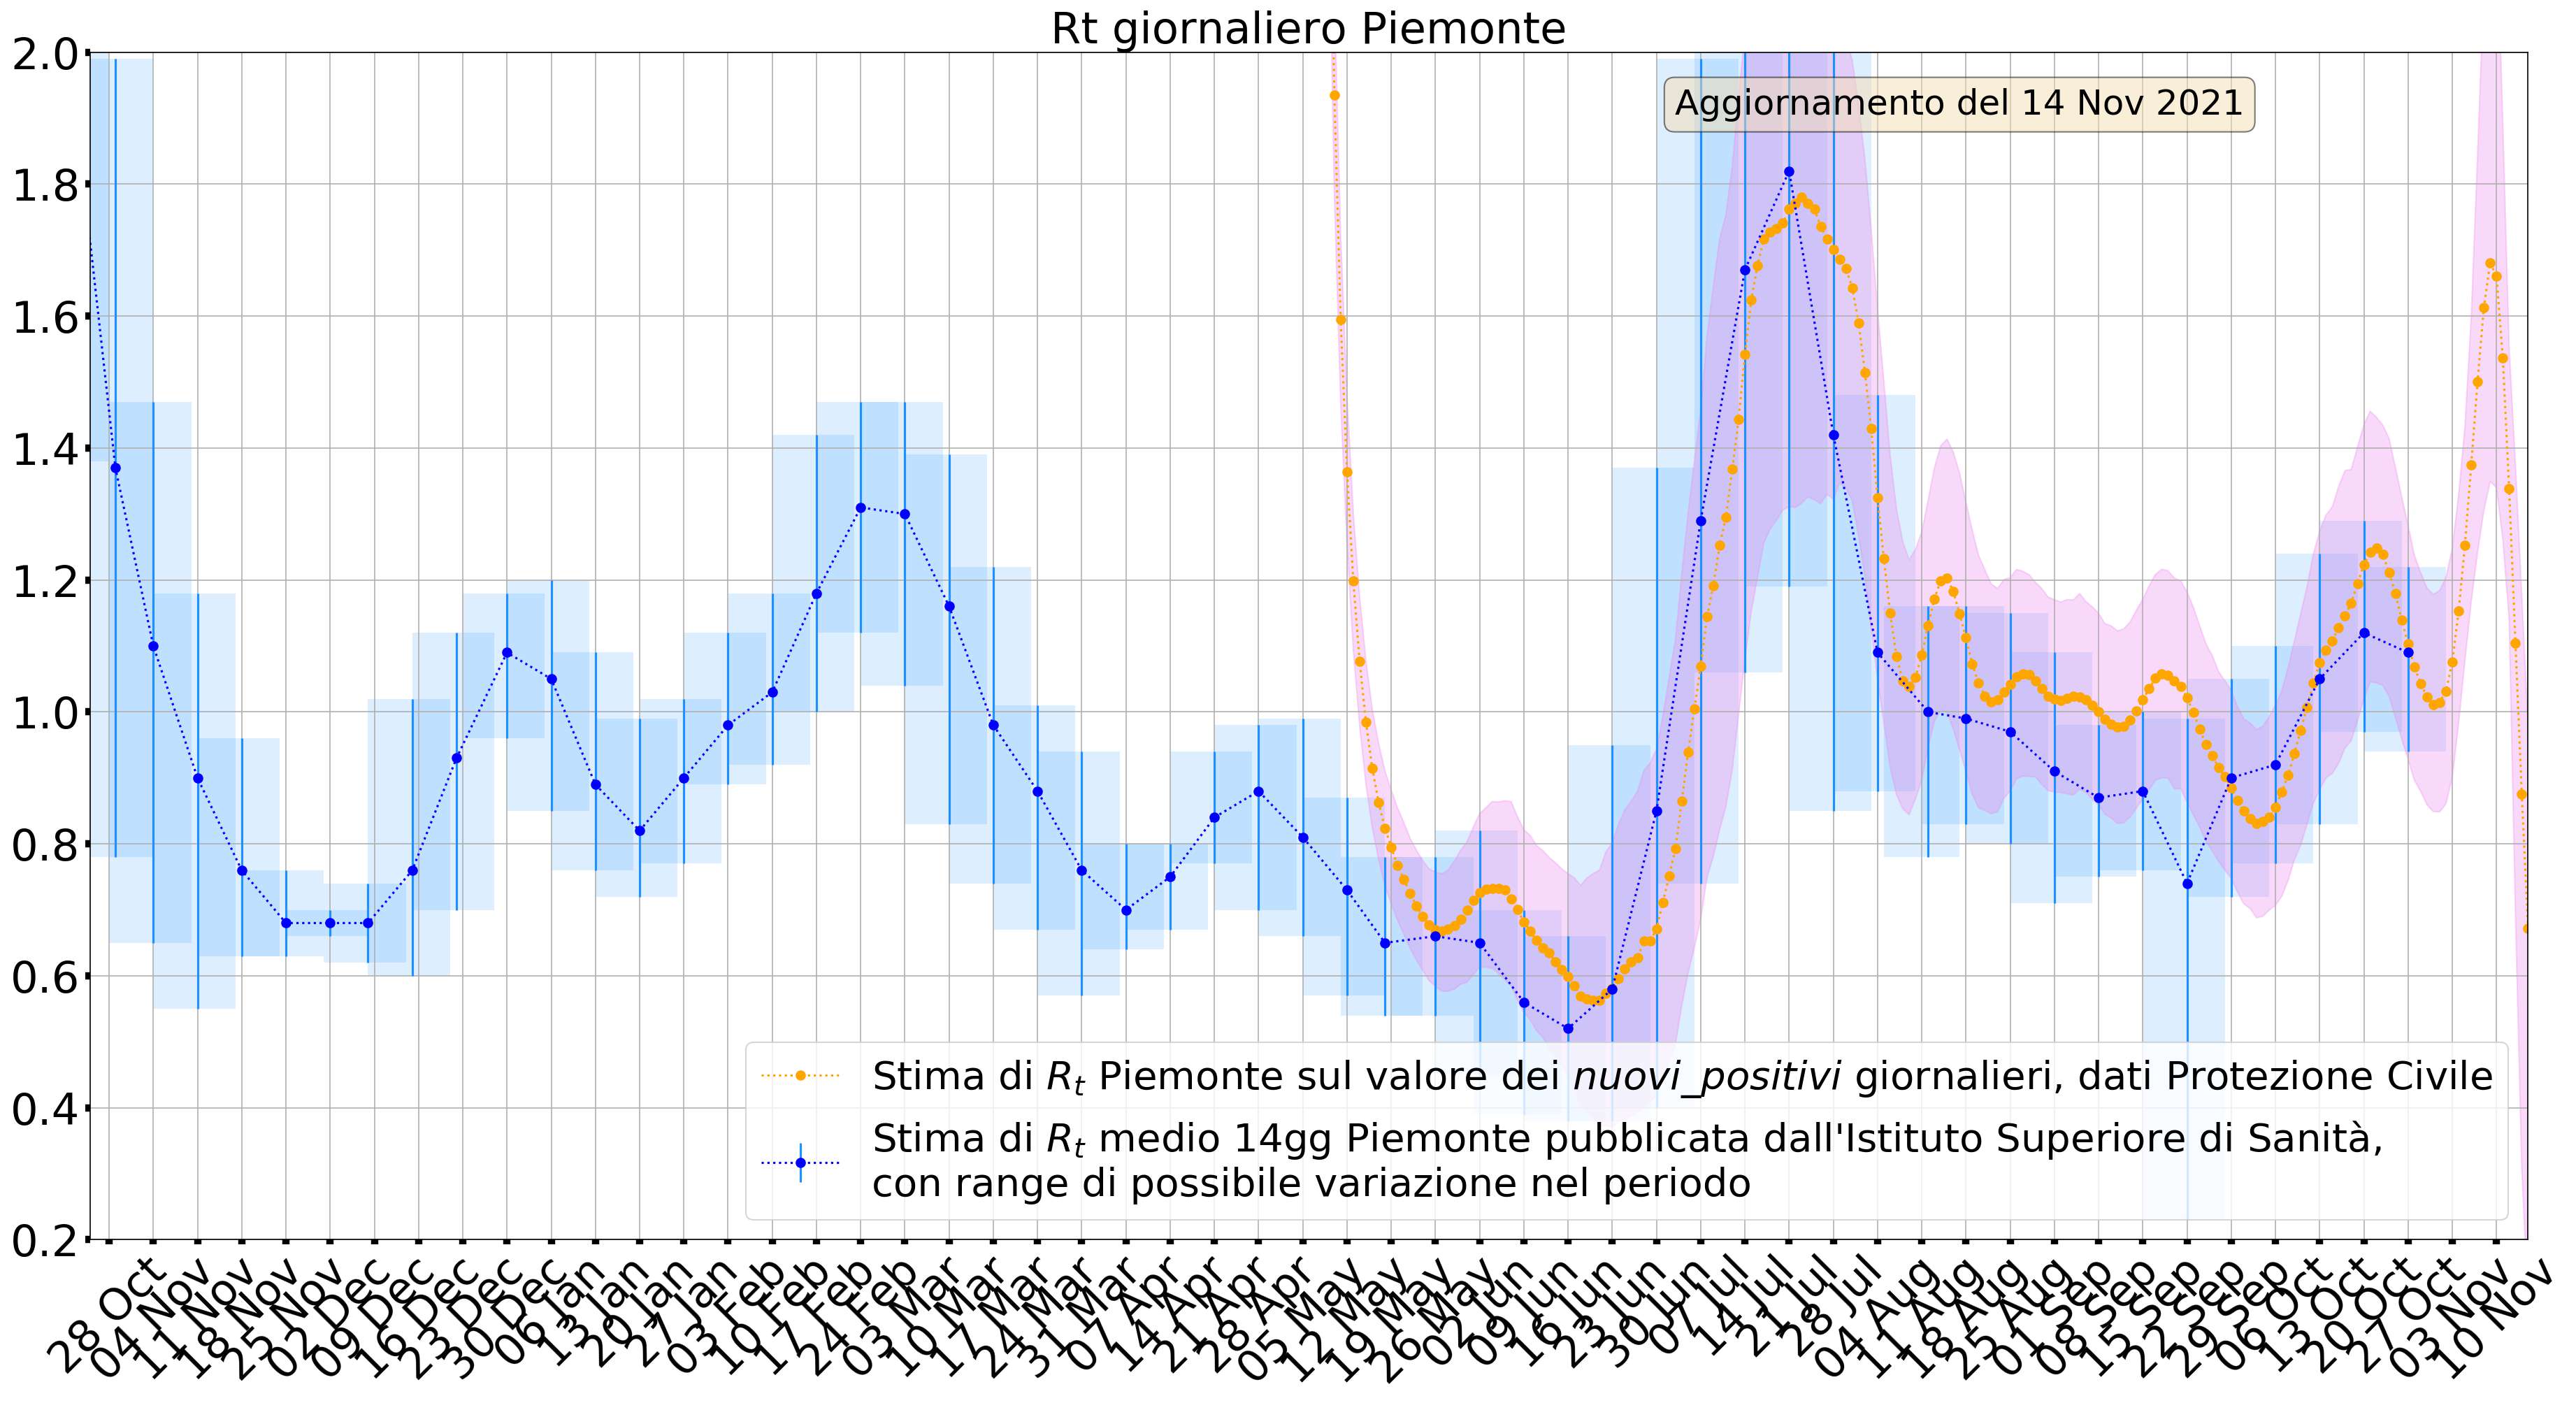 Rt giornaliero Piemonte
Aggiornamento del 14 Nov 2021
2.0
1.8
1.6
1.4
1.2
1.0
0.8
0.6
0.4
0.2
Stima di Rt Piemonte sul valore dei nuovi_positivi giornalieri, dati Protezione Civile
Stima di Rt medio 14gg Piemonte pubblicata dall'Istituto Superiore di Sanità,
con range di possibile variazione nel periodo
28 Oct
04 Nov
11 Nov
18 Nov
25 Nov
02 Dec
09 Dec
16 Dec
23 Dec
30 Dec
06 Jan
13 Jan
20 Jan
27 Jan
03 Feb
10 Feb
17 Feb
24 Feb
03 Mar
10 Mar
17 Mar
24 Mar
31 Mar
07 Apr
14 Apr
21 Apr
28 Apr
05 May
12 May
19 May
26 May
02 Jun
09 Jun
16 Jun
23 Jun
30 Jun
07 Jul
14 Jul
21 Jul
28 Jul
04 Aug
11 Aug
18 Aug
25 Aug
01 Sep
08 Sep
15 Sep
22 Sep
29 Sep
06 Oct
13 Oct
20 Oct
27 Oct
03 Nov
10 Nov